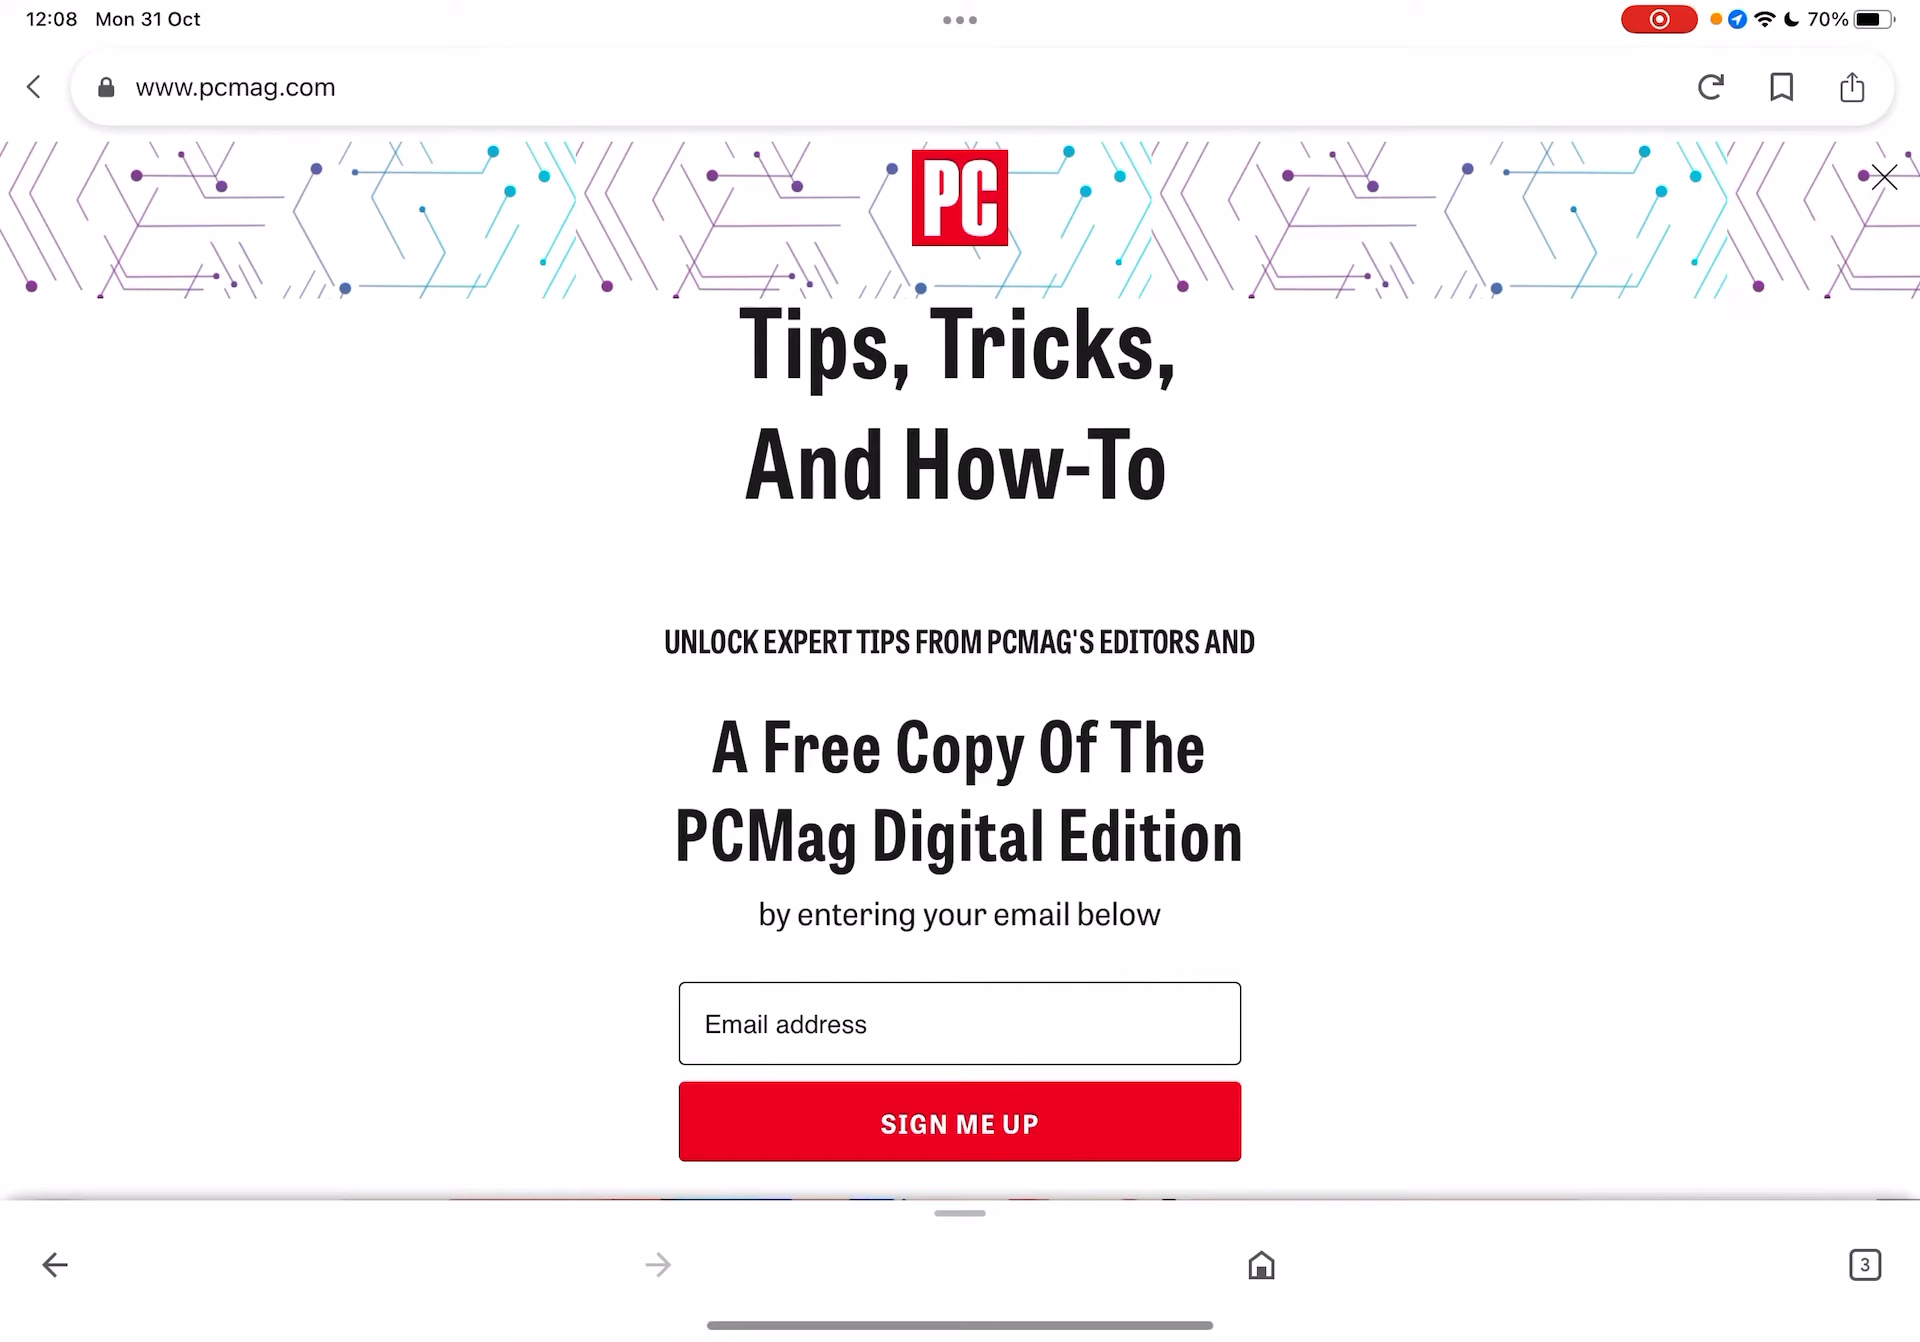 12:08 Mon 31 Oct
70%
www.pcmag.com
PC
Tips, Tricks,
And How-To
UNLOCK EXPERT TIPS FROM PCMAG'S EDITORS AND
A Free Copy Of The
PCMag Digital Edition
by entering your email below
Email address
SIGN ME UP
3